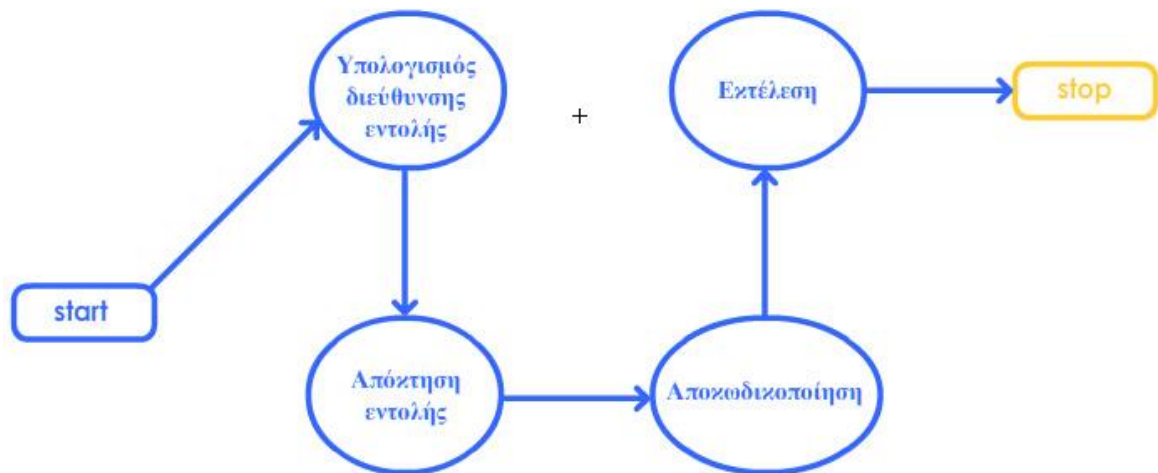 start
Υπολογισμός
διεύθυνσης
εντολής
Απόκτηση
εντολής
Αποκωδικοποίηση
Εκτέλεση
stop
+